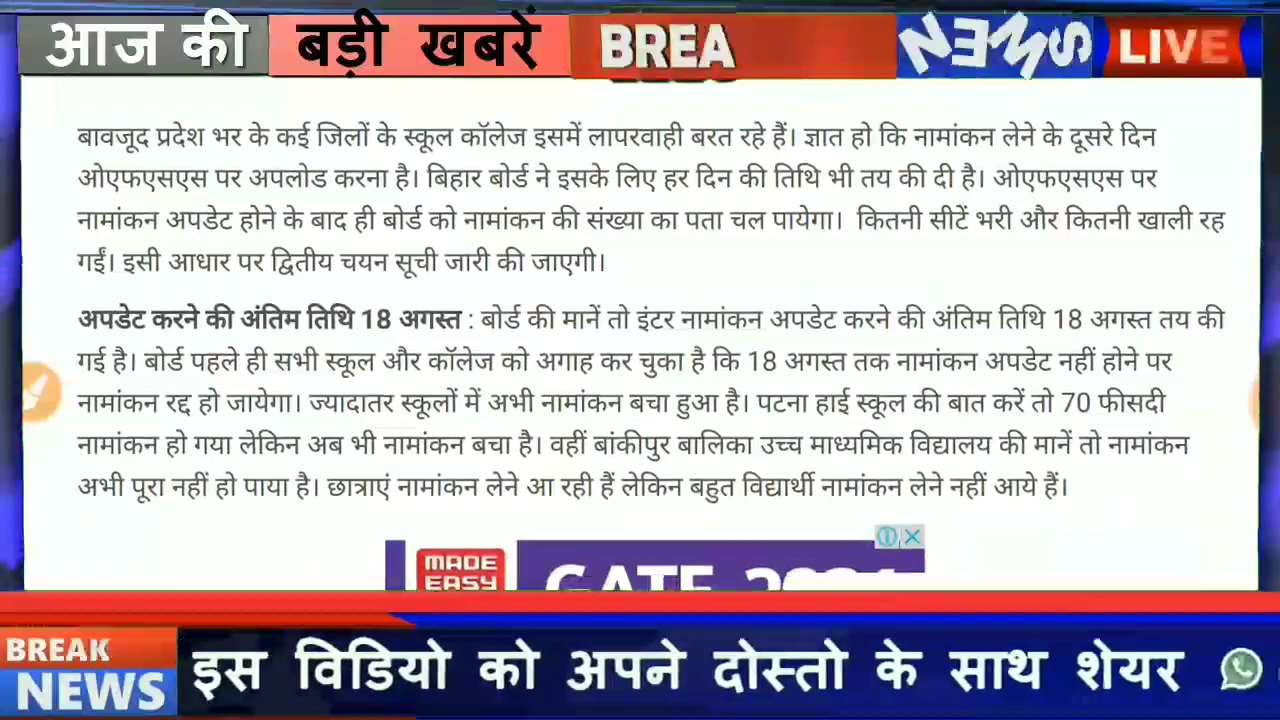 आज की बड़ी खबरें BREA NEWS LIVE
बावजूद प्रदेश भर के कई जिलों के स्कूल कॉलेज इसमें लापरवाही बरत रहे हैं। ज्ञात हो कि नामांकन लेने के दूसरे दिन
ओएफएसएस पर अपलोड करना है। बिहार बोर्ड ने इसके लिए हर दिन की तिथि भी तय की दी है। ओएफएसएस पर
नामांकन अपडेट होने के बाद ही बोर्ड को नामांकन की संख्या का पता चल पायेगा। कितनी सीटें भरी और कितनी खाली रह
गईं। इसी आधार पर द्वितीय चयन सूची जारी की जाएगी।
अपडेट करने की अंतिम तिथि 18 अगस्त : बोर्ड की मानें तो इंटर नामांकन अपडेट करने की अंतिम तिथि 18 अगस्त तय की
गई है। बोर्ड पहले ही सभी स्कूल और कॉलेज को अगाह कर चुका है कि 18 अगस्त तक नामांकन अपडेट नहीं होने पर
नामांकन रद्द हो जायेगा। ज्यादातर स्कूलों में अभी नामांकन बचा हुआ है। पटना हाई स्कूल की बात करें तो 70 फीसदी
नामांकन हो गया लेकिन अब भी नामांकन बचा है। वहीं बांकीपुर बालिका उच्च माध्यमिक विद्यालय की मानें तो नामांकन
अभी पूरा नहीं हो पाया है। छात्राएं नामांकन लेने आ रही हैं लेकिन बहुत विद्यार्थी नामांकन लेने नहीं आये हैं।
MADE
EASY
GATE
BREAK
NEWS
इस विडियो को अपने दोस्तो के साथ शेयर